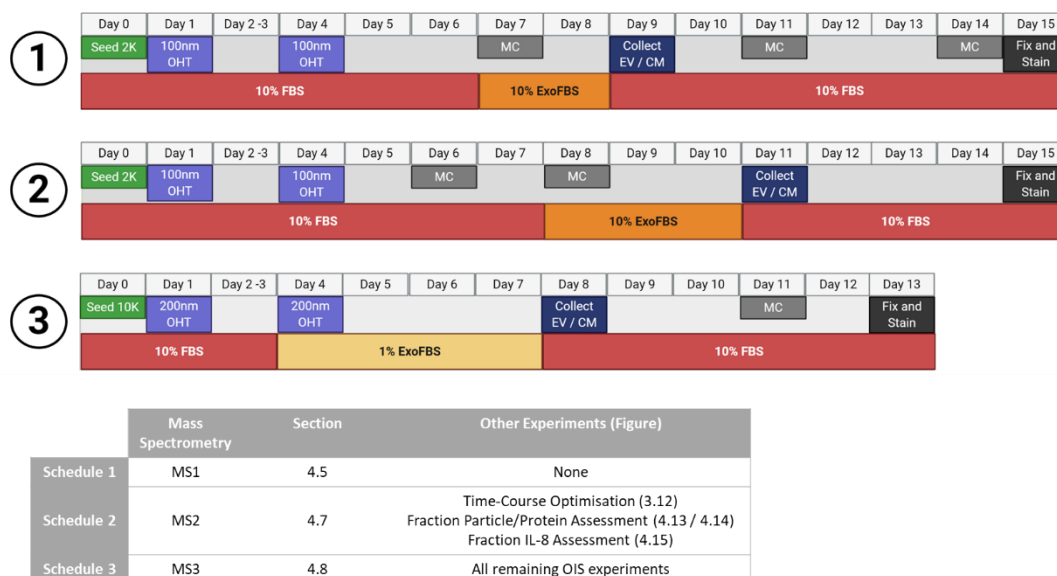 Day 0 Day 1 Day 2 -3 Day 4 Day 5 Day 6 Day 7 Day 8 Day 9 Day 10 Day 11 Day 12 Day 13 Day 14 Day 15
1
Seed 2K 100nm OHT 100nm OHT MC Collect EV / CM MC MC Fix and Stain
10% FBS 10% ExoFBS 10% FBS
Day 0 Day 1 Day 2 -3 Day 4 Day 5 Day 6 Day 7 Day 8 Day 9 Day 10 Day 11 Day 12 Day 13 Day 14 Day 15
2
Seed 2K 100nm OHT 100nm OHT MC MC Collect EV / CM Fix and Stain
10% FBS 10% ExoFBS 10% FBS
Day 0 Day 1 Day 2 -3 Day 4 Day 5 Day 6 Day 7 Day 8 Day 9 Day 10 Day 11 Day 12 Day 13
3
Seed 10K 200nm OHT 200nm OHT Collect EV / CM MC Fix and Stain
10% FBS 1% ExoFBS 10% FBS
Mass Spectrometry Section Other Experiments (Figure)
Schedule 1 MS1 4.5 None
Schedule 2 MS2 4.7 Time-Course Optimisation (3.12)
Fraction Particle/Protein Assessment (4.13 / 4.14)
Fraction IL-8 Assessment (4.15)
Schedule 3 MS3 4.8 All remaining OIS experiments